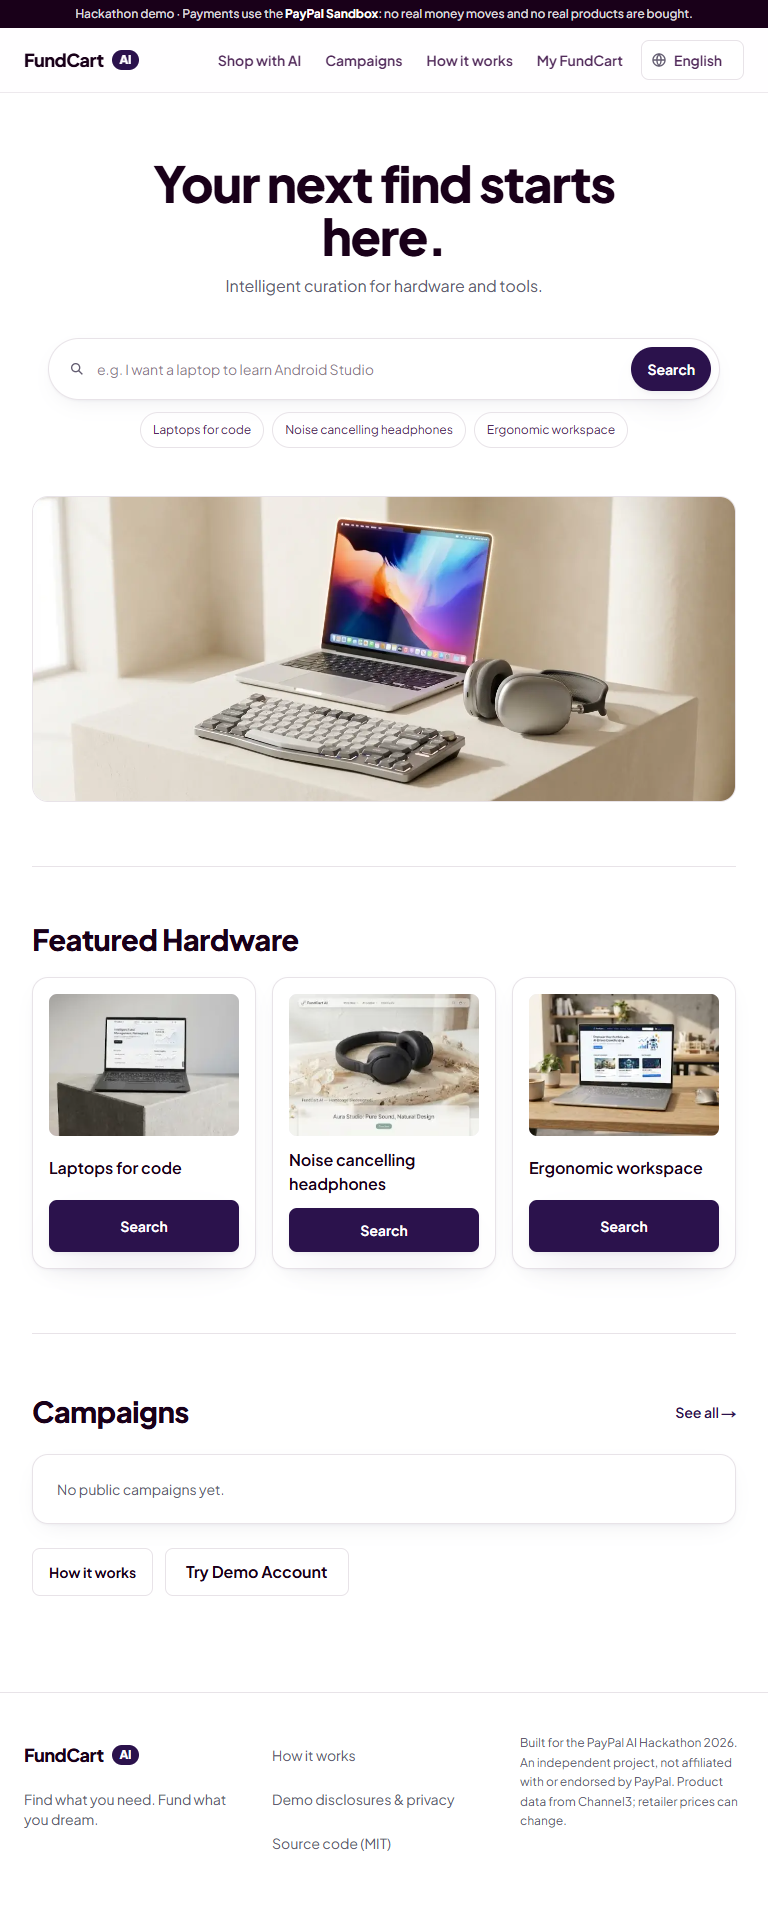 Hackathon demo · Payments use the PayPal Sandbox: no real money moves and no real products are bought.
FundCart AI
Shop with AI
Campaigns
How it works
My FundCart
English
Your next find starts
here.
Intelligent curation for hardware and tools.
e.g. I want a laptop to learn Android Studio
Search
Laptops for code
Noise cancelling headphones
Ergonomic workspace
Featured Hardware
Aura Studio: Pure Sound, Natural Design
Laptops for code
Search
Noise cancelling
headphones
Search
Ergonomic workspace
Search
Campaigns
See all →
No public campaigns yet.
How it works
Try Demo Account
FundCart AI
Find what you need. Fund what
you dream.
How it works
Demo disclosures & privacy
Source code (MIT)
Built for the PayPal AI Hackathon 2026.
An independent project, not affiliated
with or endorsed by PayPal. Product
data from Channel3; retailer prices can
change.